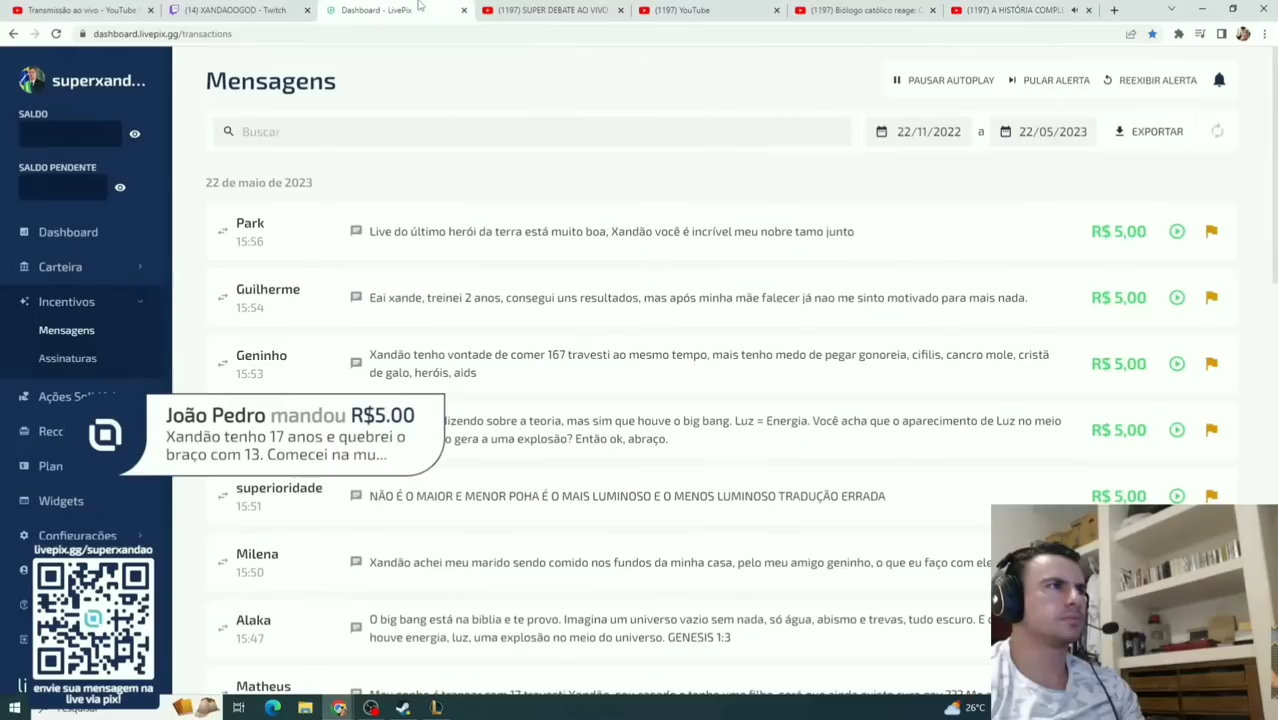 Transmissão ao vivo - YouTube
(14) XANDAOOGOD - Twitch
Dashboard - LivePix
(1197) SUPER DEBATE AO VIVO
(1197) YouTube
(1197) Biólogo católico reage:
(1197) A HISTÓRIA COMPL
dashboard.livepix.gg/transactions
superxand...
SALDO
SALDO PENDENTE
Dashboard
Carteira
Incentivos
Mensagens
Assinaturas
Ações
Recc
Plan
Widgets
Configurações
livepix.gg/superxandao
envie sua mensagem na
live via pix!
Mensagens
PAUSAR AUTOPLAY
PULAR ALERTA
REEXIBIR ALERTA
Buscar
22/11/2022 a 22/05/2023
EXPORTAR
22 de maio de 2023
Park
15:56
Live do último herói da terra está muito boa, Xandão você é incrível meu nobre tamo junto
R$ 5,00
Guilherme
15:54
Eai xande, treinei 2 anos, consegui uns resultados, mas após minha mãe falecer já nao me sinto motivado para mais nada.
R$ 5,00
Geninho
15:53
Xandão tenho vontade de comer 167 travesti ao mesmo tempo, mais tenho medo de pegar gonoreia, cifilis, cancro mole, cristã
de galo, heróis, aids
R$ 5,00
João Pedro mandou R$5.00
Xandão tenho 17 anos e quebrei o
braço com 13. Comecei na mu...
dizendo sobre a teoria, mas sim que houve o big bang. Luz = Energia. Você acha que o aparecimento de Luz no meio
o gera a uma explosão? Então ok, abraço.
R$ 5,00
superioridade
15:51
NÃO É O MAIOR E MENOR POHA É O MAIS LUMINOSO E O MENOS LUMINOSO TRADUÇÃO ERRADA
R$ 5,00
Milena
15:50
Xandão achei meu marido sendo comido nos fundos da minha casa, pelo meu amigo geninho, o que eu faço com ele
Alaka
15:47
O big bang está na biblia e te provo. Imagina um universo vazio sem nada, só água, abismo e trevas, tudo escuro. E
houve energia, luz, uma explosão no meio do universo. GENESIS 1:3
Matheus
26°C